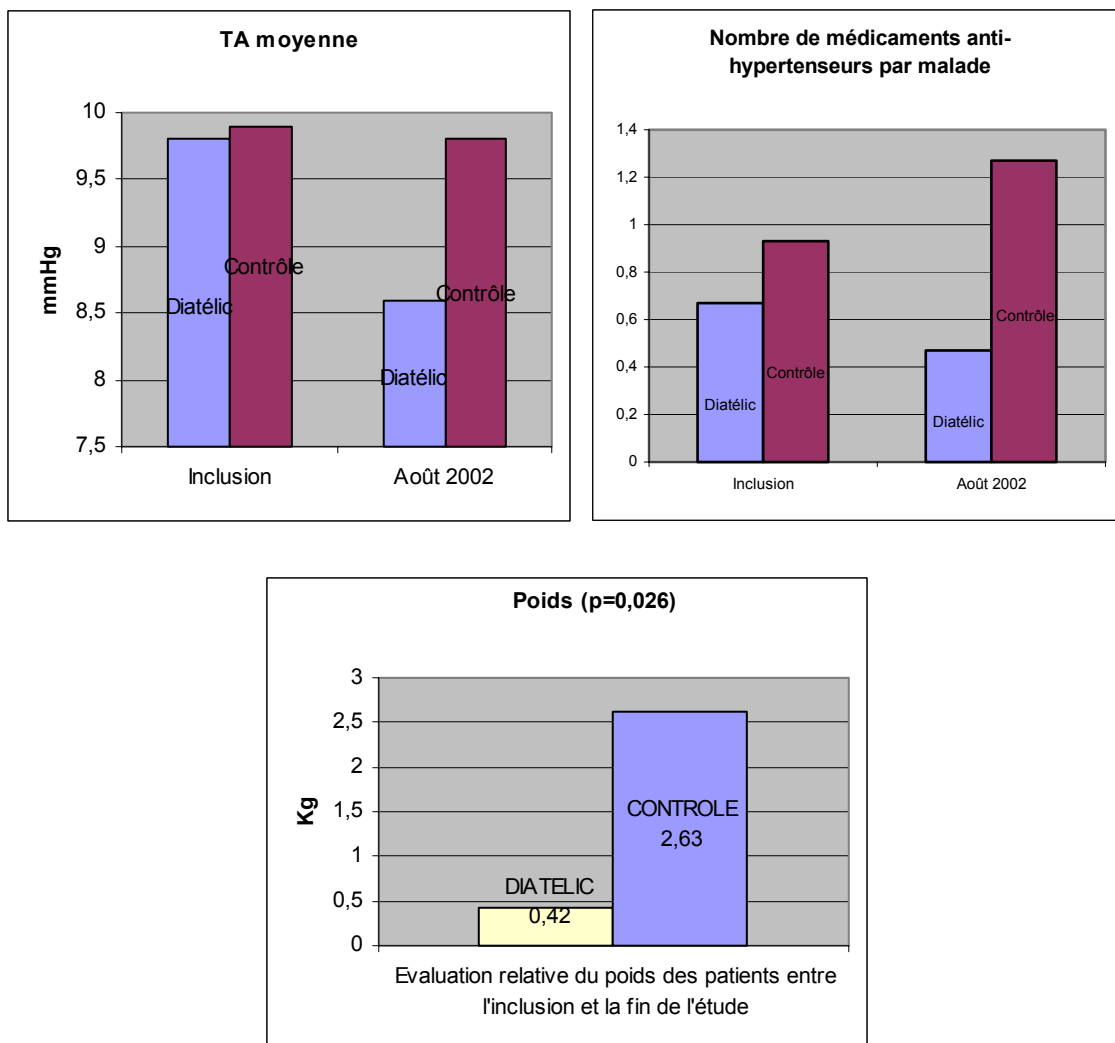 TA moyenne
mmHg
10
9,5
9
8,5
8
7,5
Diatélic
Contrôle
Diatélic
Contrôle
Inclusion
Août 2002
Nombre de médicaments anti-
hypertenseurs par malade
1,4
1,2
1
0,8
0,6
0,4
0,2
0
Diatélic
Contrôle
Diatélic
Contrôle
Inclusion
Août 2002
Poids (p=0,026)
Kg
3
2,5
2
1,5
1
0,5
0
DIATELIC
0,42
CONTROLE
2,63
Evaluation relative du poids des patients entre
l'inclusion et la fin de l'étude